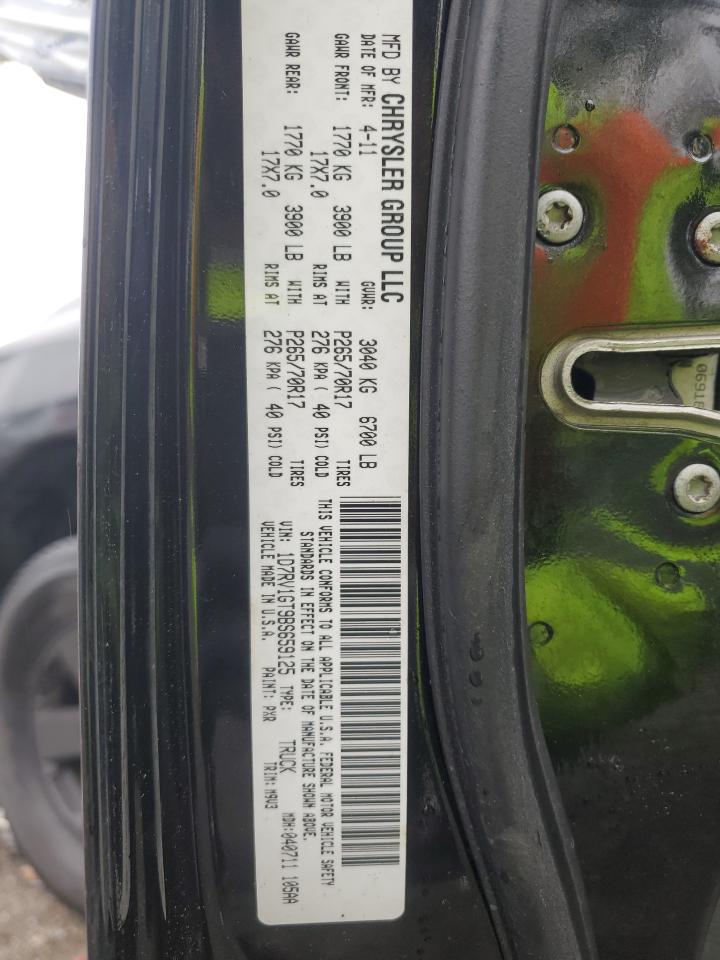 MFD BY CHRYSLER GROUP LLC
DATE OF MFR: 4-11 GVWR: 3040 KG 6700 LB
GAWR FRONT: 1770 KG 3900 LB WITH P265/70R17 TIRES
17X7.0 RIMS AT 276 KPA ( 40 PSI) COLD
GAWR REAR: 1770 KG 3900 LB WITH P265/70R17 TIRES
17X7.0 RIMS AT 276 KPA ( 40 PSI) COLD
THIS VEHICLE CONFORMS TO ALL APPLICABLE U.S.A. FEDERAL MOTOR VEHICLE SAFETY
STANDARDS IN EFFECT ON THE DATE OF MANUFACTURE SHOWN ABOVE.
VIN: 1D7RV1GT9BS659125 TYPE: TRUCK MDH:040711 105AA
VEHICLE MADE IN U.S.A. PAINT: PXR TRIM: M9V3